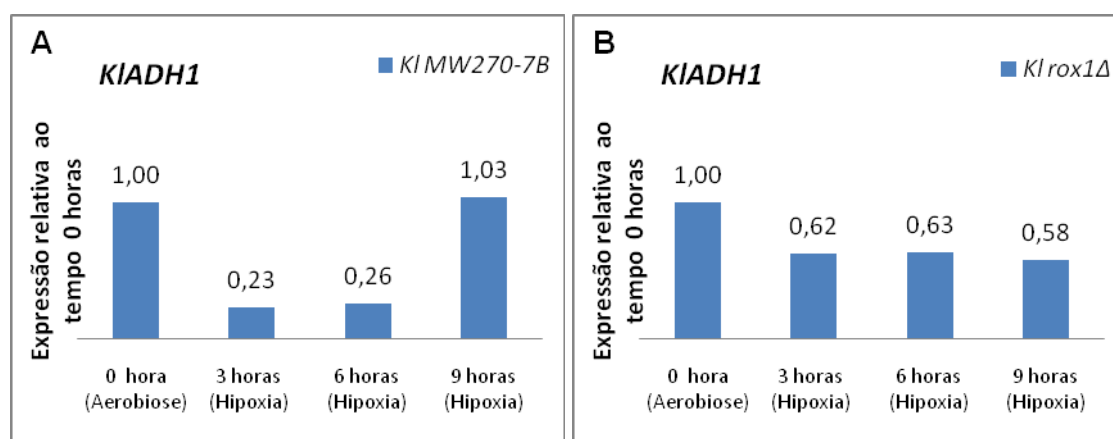 A
KlADH1
Kl MW270-7B
Expressão relativa ao
tempo 0 horas
1,00
0,23
0,26
1,03
0 hora
(Aerobiose)
3 horas
(Hipoxia)
6 horas
(Hipoxia)
9 horas
(Hipoxia)
B
KlADH1
Kl rox1Δ
Expressão relativa ao
tempo 0 horas
1,00
0,62
0,63
0,58
0 hora
(Aerobiose)
3 horas
(Hipoxia)
6 horas
(Hipoxia)
9 horas
(Hipoxia)